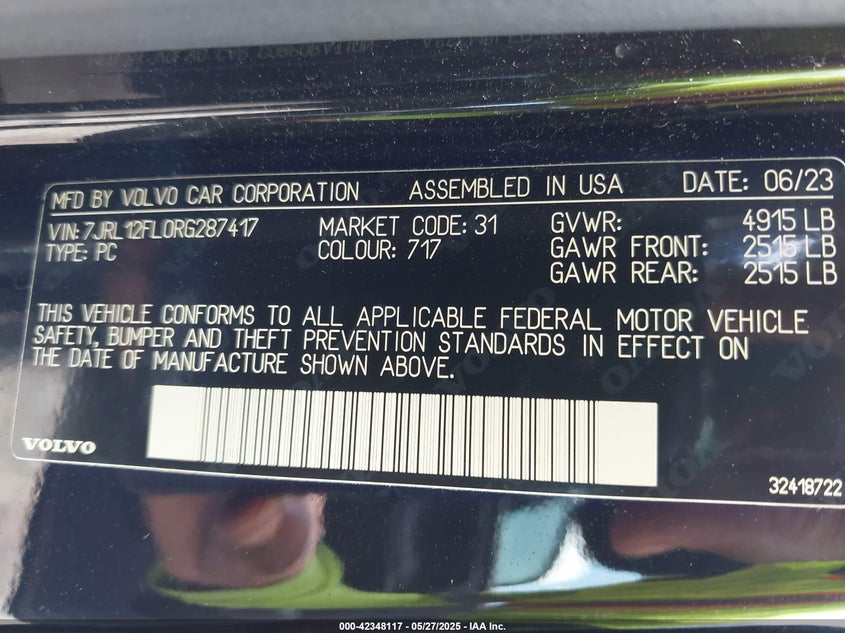 MFD BY VOLVO CAR CORPORATION ASSEMBLED IN USA DATE: 06/23
VIN: 7JRL12FL0RG287417 MARKET CODE: 31 GVWR: 4915 LB
TYPE: PC COLOUR: 717 GAWR FRONT: 2515 LB
GAWR REAR: 2515 LB
THIS VEHICLE CONFORMS TO ALL APPLICABLE FEDERAL MOTOR VEHICLE
SAFETY, BUMPER AND THEFT PREVENTION STANDARDS IN EFFECT ON
THE DATE OF MANUFACTURE SHOWN ABOVE.
VOLVO
32418722
000-42348117 - 05/27/2025 - IAA Inc.